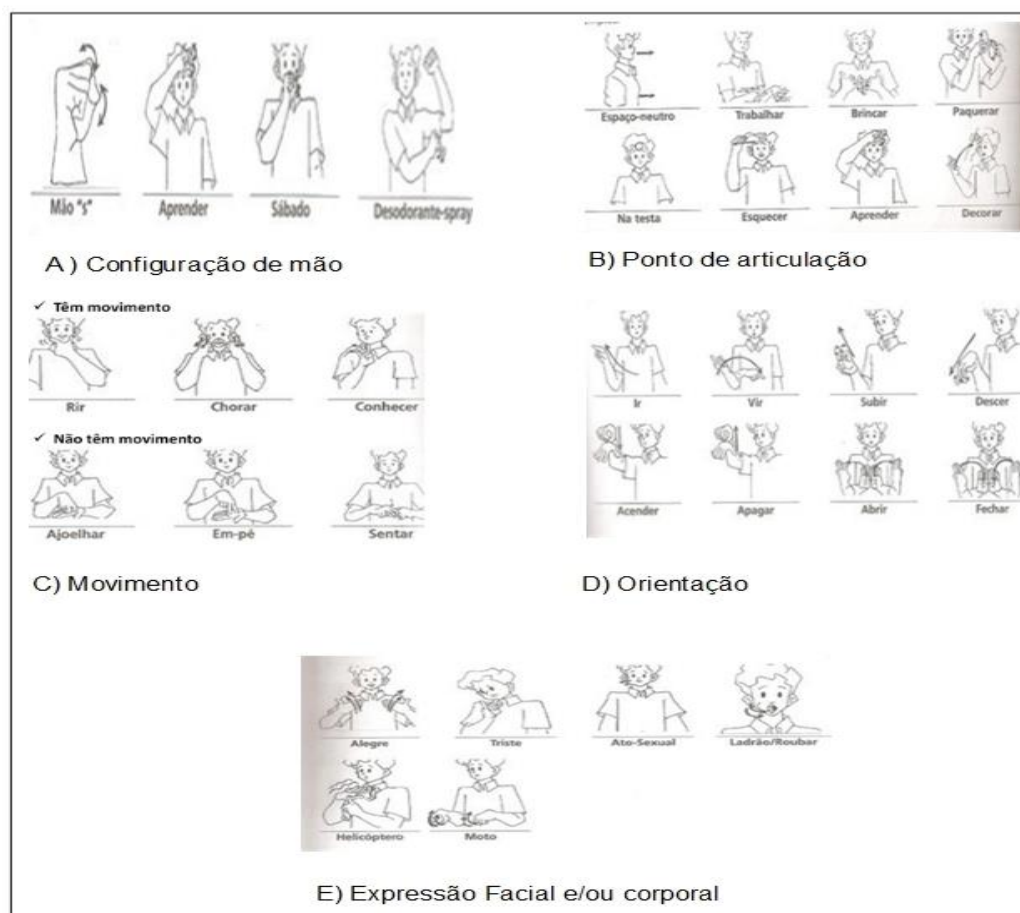 Mão "s" Aprender Sábado Desodorante-spray
A ) Configuração de mão
Espaço-neutro Trabalhar Brincar Paquerar
Na testa Esquecer Aprender Decorar
B) Ponto de articulação
✓ Têm movimento
Rir Chorar Conhecer
✓ Não têm movimento
Ajoelhar Em-pé Sentar
C) Movimento
Ir Vir Subir Descer
Acender Apagar Abrir Fechar
D) Orientação
Alegre Triste Ato-Sexual Ladrão/Roubar
Helicóptero Moto
E) Expressão Facial e/ou corporal